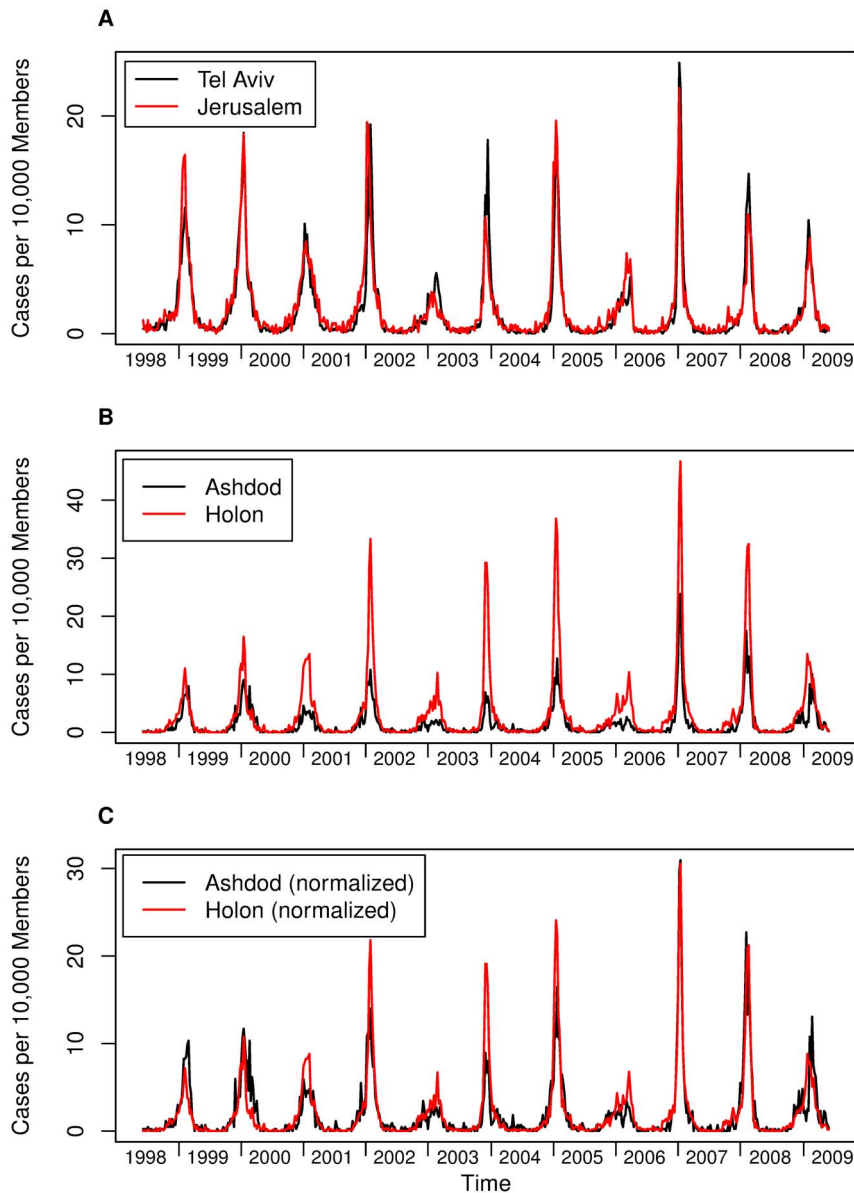 A
Cases per 10,000 Members
20
10
0
Tel Aviv
Jerusalem
1998 1999 2000 2001 2002 2003 2004 2005 2006 2007 2008 2009
B
Cases per 10,000 Members
40
30
20
10
0
Ashdod
Holon
1998 1999 2000 2001 2002 2003 2004 2005 2006 2007 2008 2009
C
Cases per 10,000 Members
30
20
10
0
Ashdod (normalized)
Holon (normalized)
1998 1999 2000 2001 2002 2003 2004 2005 2006 2007 2008 2009
Time